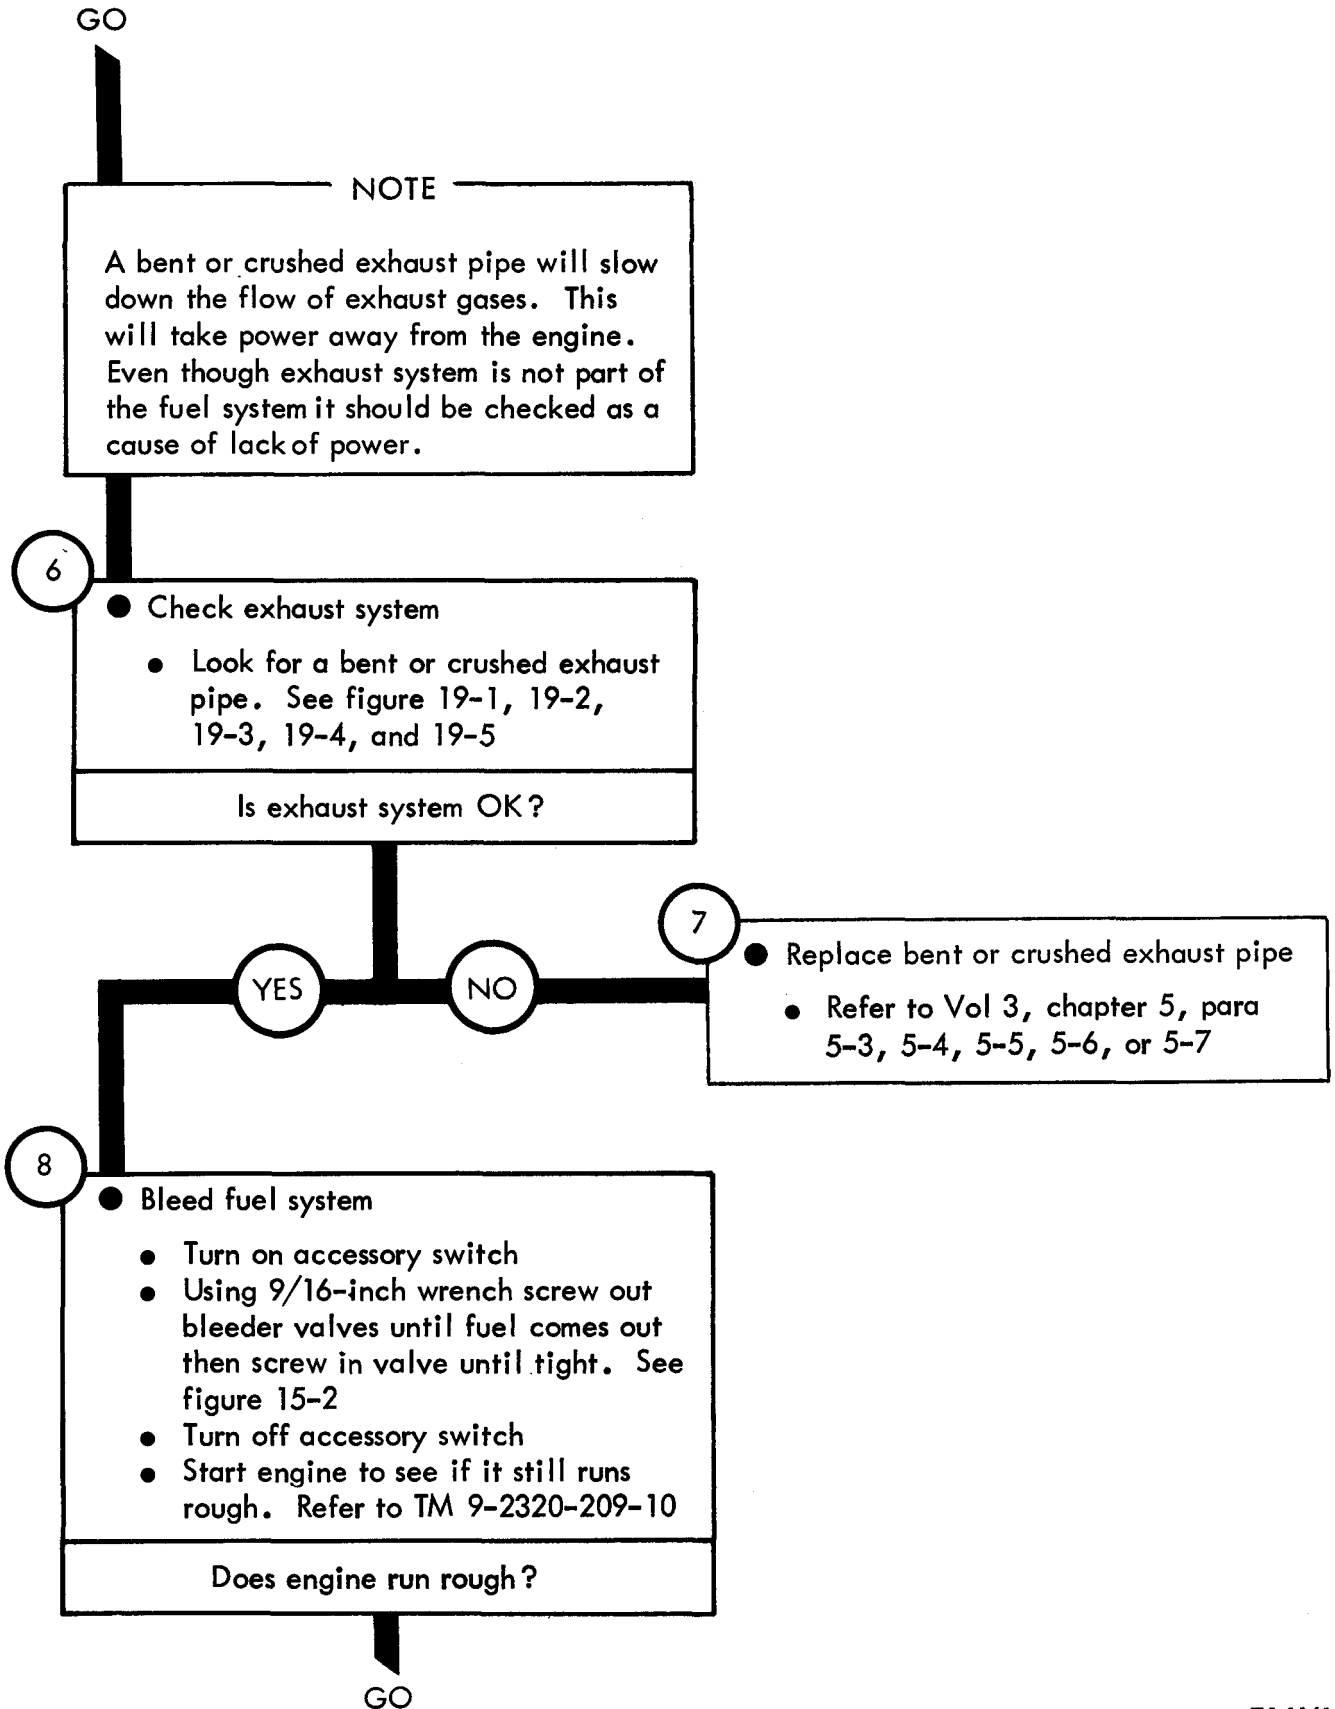 GO
NOTE
A bent or crushed exhaust pipe will slow
down the flow of exhaust gases. This
will take power away from the engine.
Even though exhaust system is not part of
the fuel system it should be checked as a
cause of lack of power.
6
● Check exhaust system
● Look for a bent or crushed exhaust
pipe. See figure 19-1, 19-2,
19-3, 19-4, and 19-5
Is exhaust system OK?
YES
NO
7
● Replace bent or crushed exhaust pipe
● Refer to Vol 3, chapter 5, para
5-3, 5-4, 5-5, 5-6, or 5-7
8
● Bleed fuel system
● Turn on accessory switch
● Using 9/16-inch wrench screw out
bleeder valves until fuel comes out
then screw in valve until tight. See
figure 15-2
● Turn off accessory switch
● Start engine to see if it still runs
rough. Refer to TM 9-2320-209-10
Does engine run rough?
GO